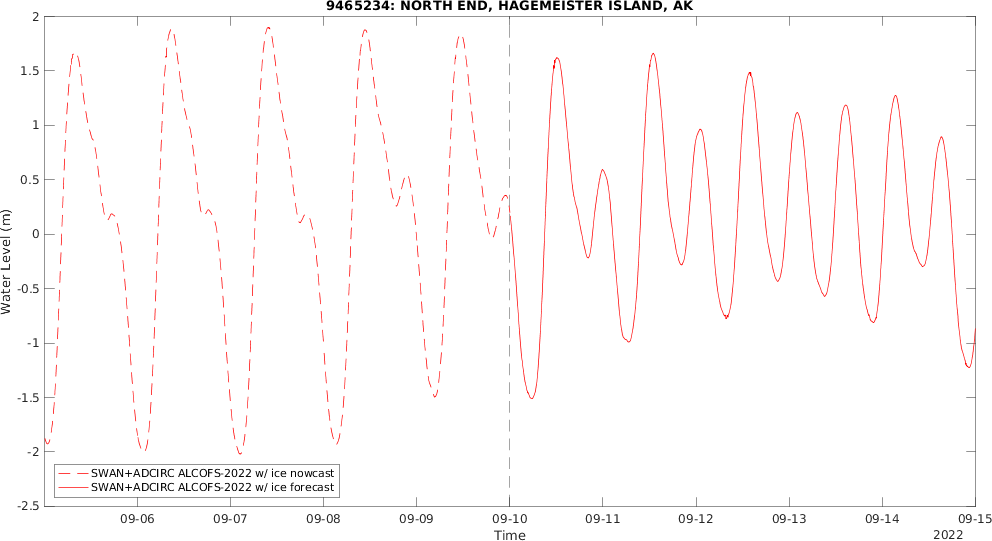 9465234: NORTH END, HAGEMEISTER ISLAND, AK
2
1.5
1
0.5
0
-0.5
-1
-1.5
-2
-2.5
Water Level (m)
SWAN+ADCIRC ALCOFS-2022 w/ ice nowcast
SWAN+ADCIRC ALCOFS-2022 w/ ice forecast
09-06 09-07 09-08 09-09 09-10 09-11 09-12 09-13 09-14 09-15
Time
2022